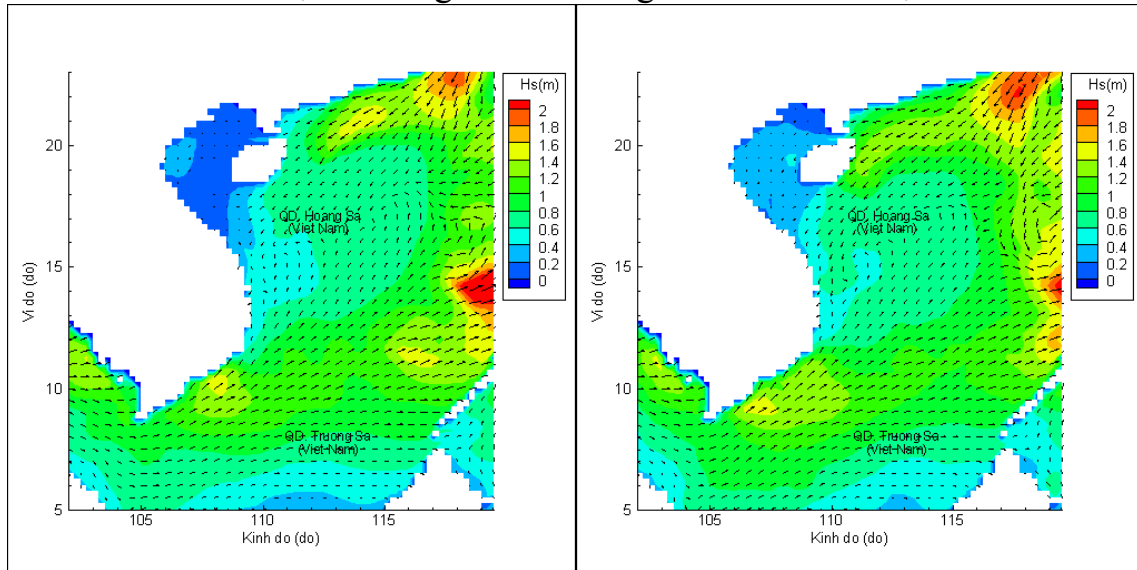 Hs(m)
2
1.8
1.6
1.4
1.2
1
0.8
0.6
0.4
0.2
0
20
15
10
5
Vi do (do)
QD. Hoang Sa
(Viet Nam)
QD. Truong Sa
(Viet Nam)
105 110 115
Kinh do (do)
Hs(m)
2
1.8
1.6
1.4
1.2
1
0.8
0.6
0.4
0.2
0
20
15
10
5
Vi do (do)
QD. Hoang Sa
(Viet Nam)
QD. Truong Sa
(Viet Nam)
105 110 115
Kinh do (do)